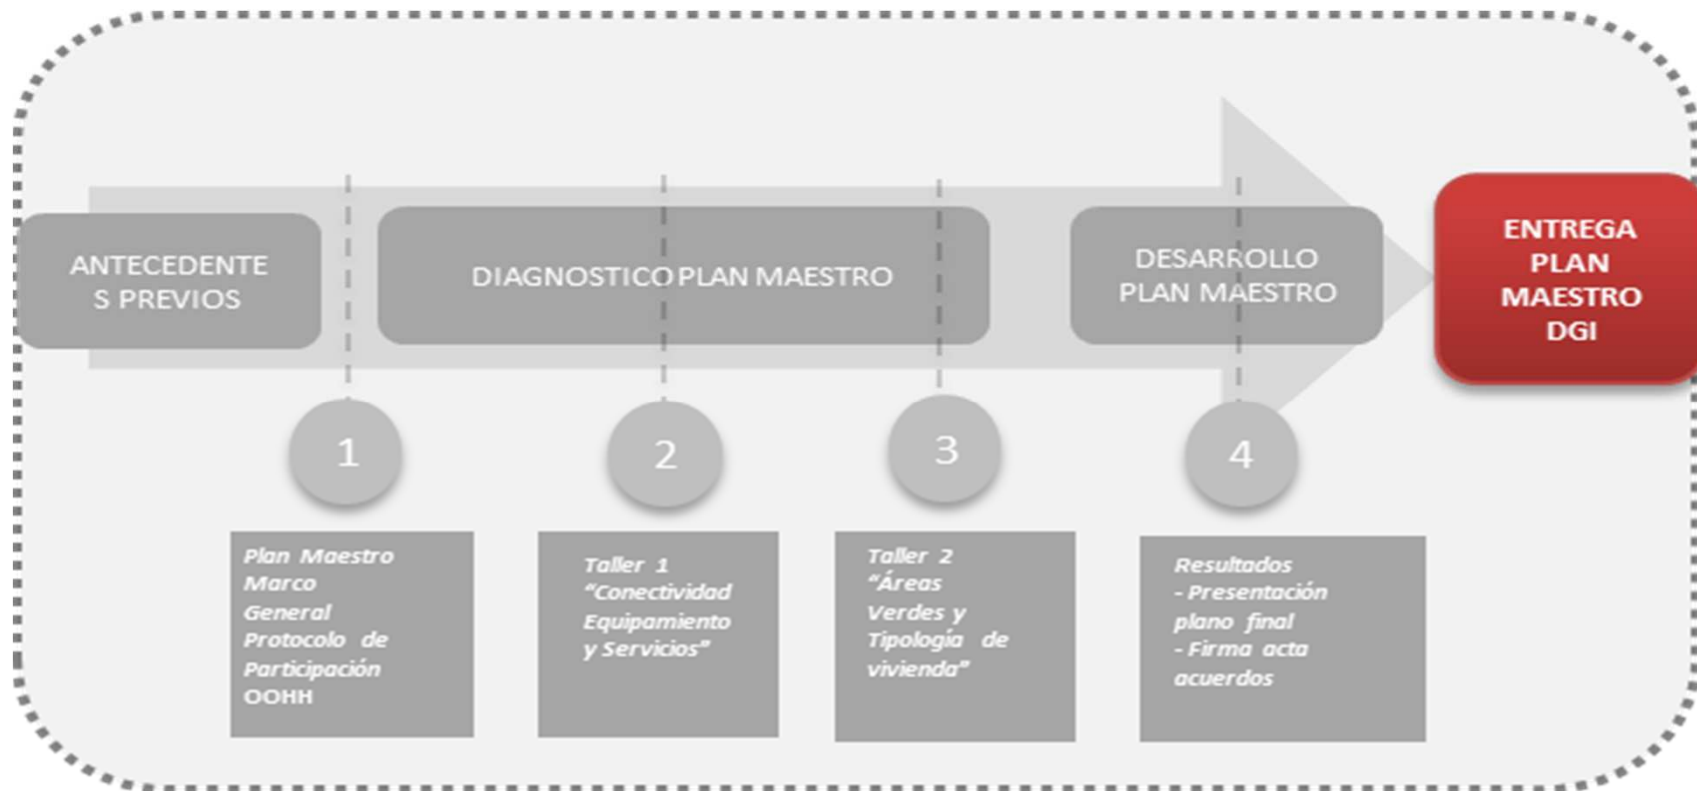 ANTECEDENTE
S PREVIOS
DIAGNOSTICO PLAN MAESTRO
DESARROLLO
PLAN MAESTRO
ENTREGA
PLAN
MAESTRO
DGI
1
2
3
4
Plan Maestro
Marco
General
Protocolo de
Participación
OOHH
Taller 1
“Conectividad
Equipamiento
y Servicios”
Taller 2
“Áreas
Verdes y
Tipología de
vivienda”
Resultados
- Presentación
plano final
- Firma acta
acuerdos